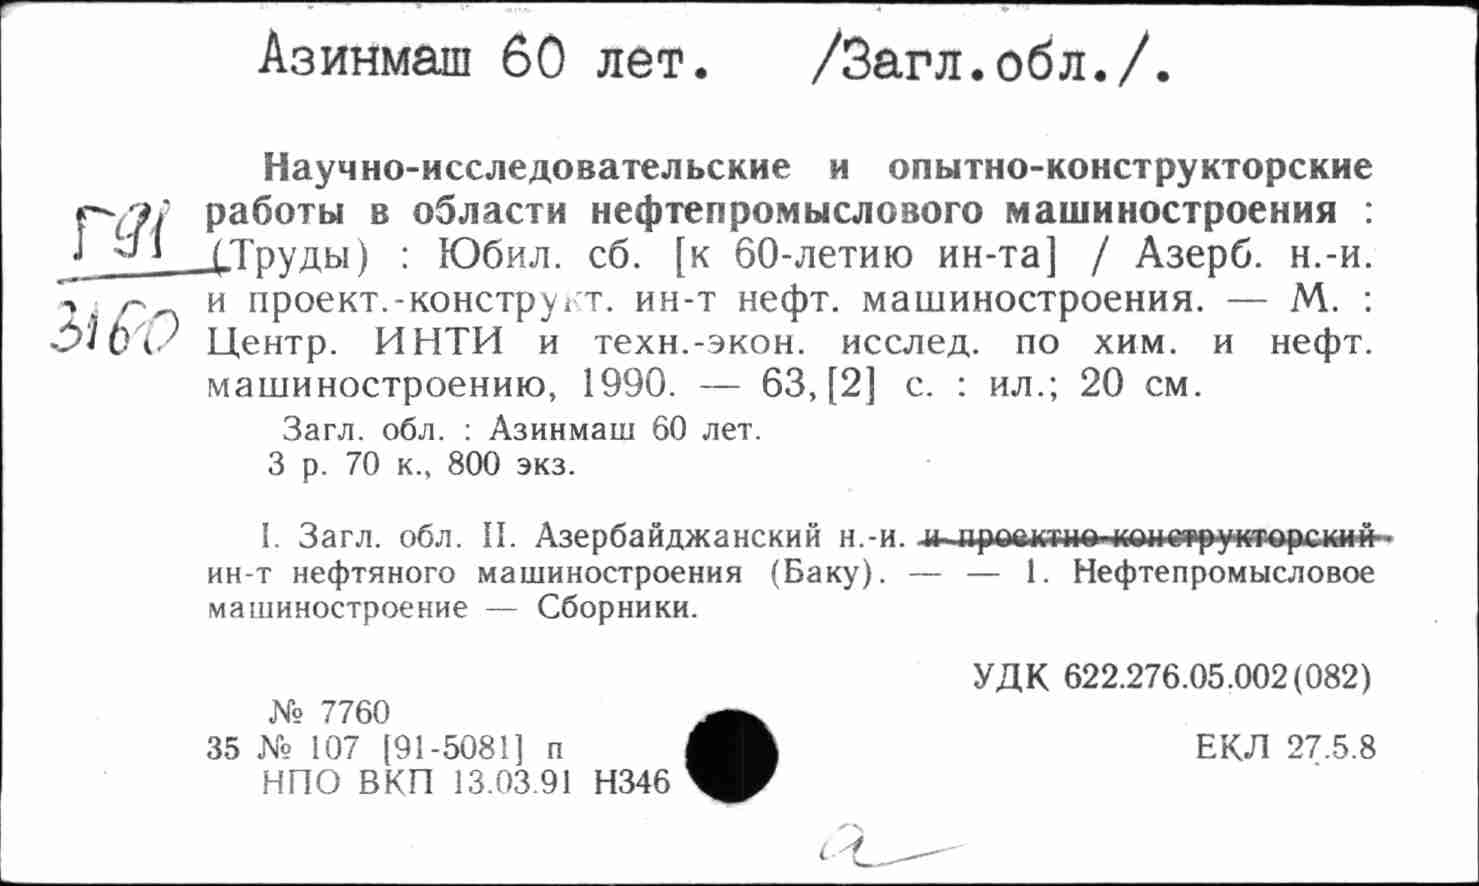 Азинмаш 60 лет. /Загл.обл./.
Научно-исследовательские и опытно-конструкторские
Г91 работы в области нефтепромыслового машиностроения :
(Труды) : Юбил. сб. [к 60-летию ин-та] / Азерб. н.-и.
3160 и проект.-конструкт. ин-т нефт. машиностроения. — М. :
Центр. ИНТИ и техн.-экон. исслед. по хим. и нефт.
машиностроению, 1990. — 63, [2] с. : ил.; 20 см.
Загл. обл. : Азинмаш 60 лет.
3 р. 70 к., 800 экз.
I. Загл. обл. II. Азербайджанский н.-и. и проектно-конструкторский
ин-т нефтяного машиностроения (Баку). — — 1. Нефтепромысловое
машиностроение — Сборники.
УДК 622.276.05.002(082)
№ 7760
35 № 107 [91-5081] п ЕКЛ 27.5.8
НПО ВКП 13.03.91 Н346
а